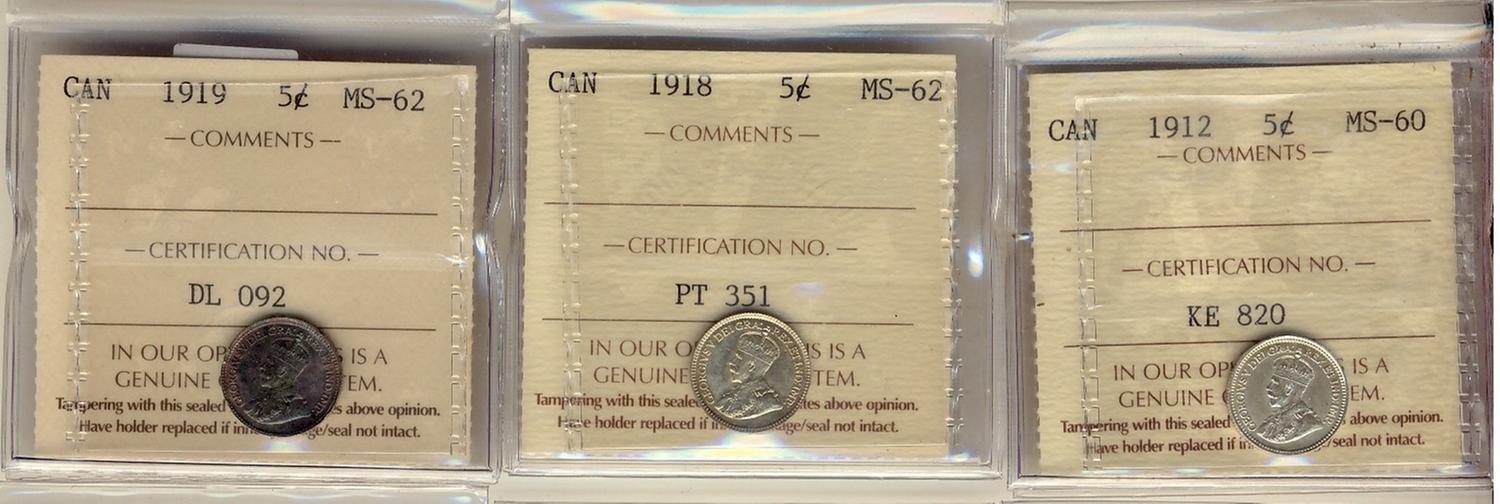 CAN 1919 5¢ MS-62
— COMMENTS —
— CERTIFICATION NO. —
DL 092
IN OUR IS A
GENUINE
Tampering with this sealed above opinion.
Have holder replaced if /seal not intact.
CAN 1918 5¢ MS-62
— COMMENTS —
— CERTIFICATION NO. —
PT 351
IN OUR IS A
GENUINE
Tampering with this above opinion.
Have holder replaced if /seal not intact.
CAN 1912 5¢ MS-60
— COMMENTS —
— CERTIFICATION NO. —
KE 820
IN OUR IS A
GENUINE
Tampering with this sealed above opinion.
Have holder replaced if seal not intact.